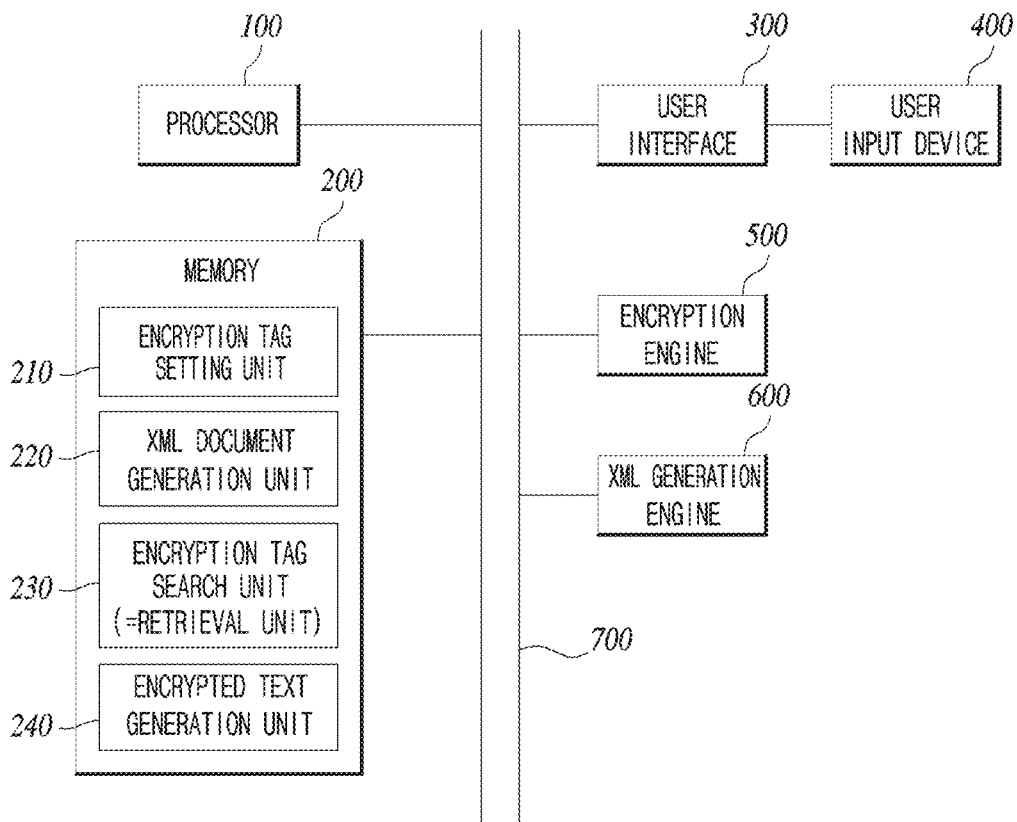 100
PROCESSOR
300
USER
INTERFACE
400
USER
INPUT DEVICE
200
MEMORY
210
ENCRYPTION TAG
SETTING UNIT
220
XML DOCUMENT
GENERATION UNIT
230
ENCRYPTION TAG
SEARCH UNIT
(=RETRIEVAL UNIT)
240
ENCRYPTED TEXT
GENERATION UNIT
500
ENCRYPTION
ENGINE
600
XML GENERATION
ENGINE
700